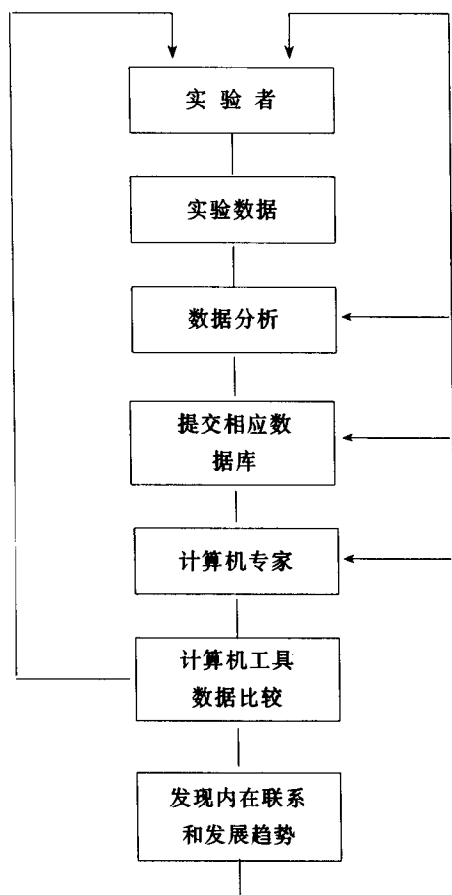 实 验 者
实验数据
数据分析
提交相应数
据库
计算机专家
计算机工具
数据比较
发现内在联系
和发展趋势